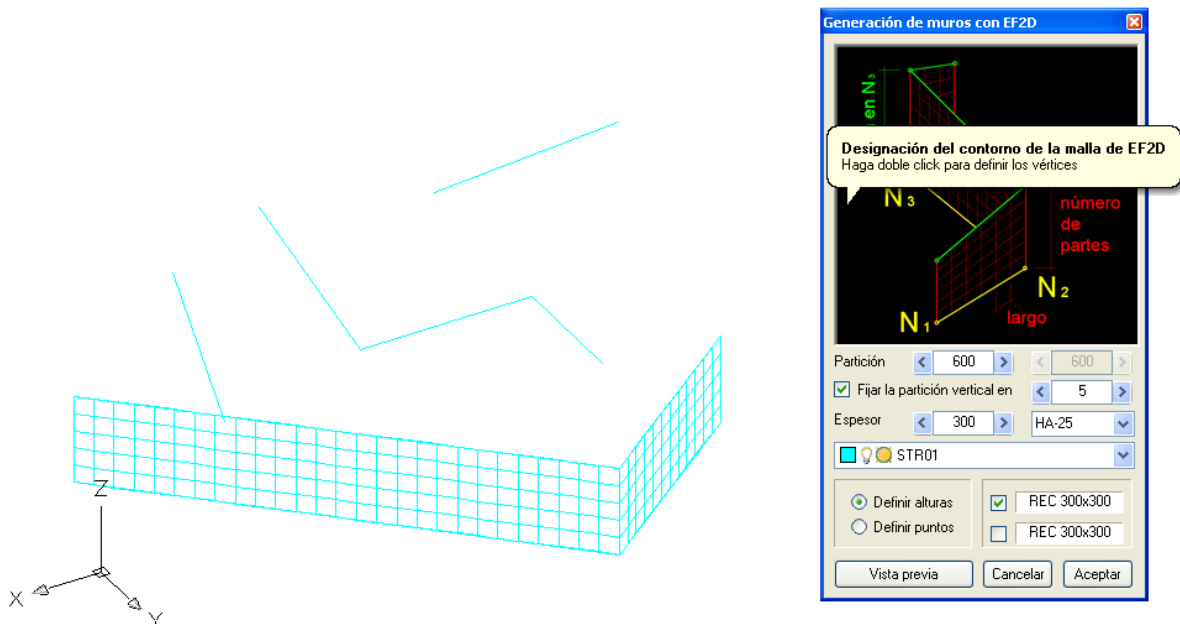 Generación de muros con EF2D
en N3
Designación del contorno de la malla de EF2D
Haga doble click para definir los vértices
N3
número
de
partes
N2
N1
largo
Partición < 600 > < 600 >
Fijar la partición vertical en < 5 >
Espesor < 300 > HA-25
STR01
Definir alturas
REC 300x300
Definir puntos
REC 300x300
Vista previa Cancelar Aceptar
Z
X
Y